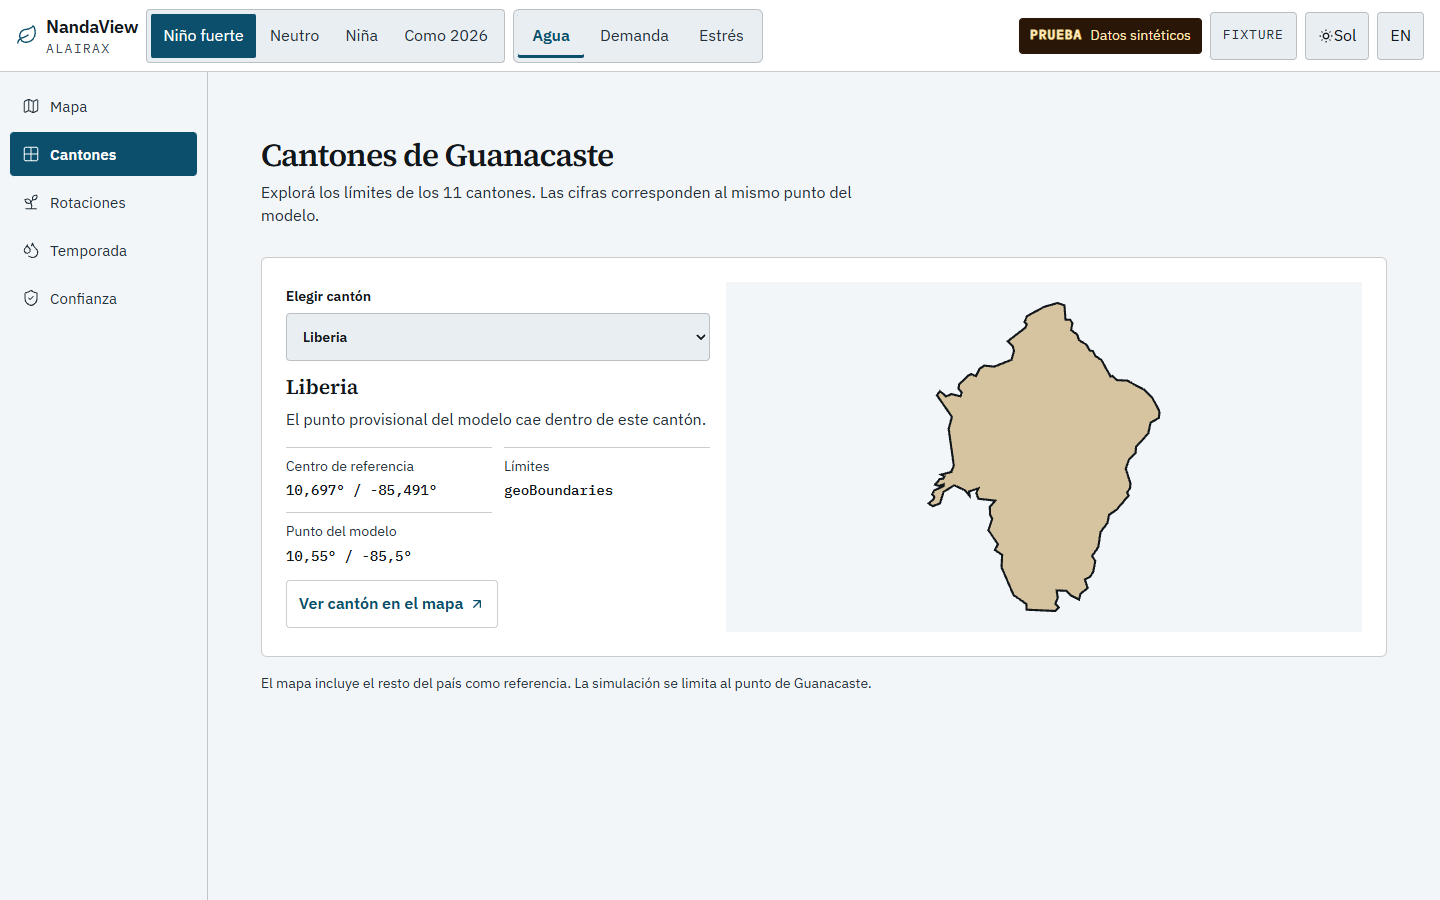 NandaView
ALAIRAX
Niño fuerte
Neutro
Niña
Como 2026
Agua
Demanda
Estrés
PRUEBA Datos sintéticos
FIXTURE
Sol
EN
Mapa
Cantones
Rotaciones
Temporada
Confianza
Cantones de Guanacaste
Explorá los límites de los 11 cantones. Las cifras corresponden al mismo punto del
modelo.
Elegir cantón
Liberia
Liberia
El punto provisional del modelo cae dentro de este cantón.
Centro de referencia
10,697° / -85,491°
Límites
geoBoundaries
Punto del modelo
10,55° / -85,5°
Ver cantón en el mapa
El mapa incluye el resto del país como referencia. La simulación se limita al punto de Guanacaste.